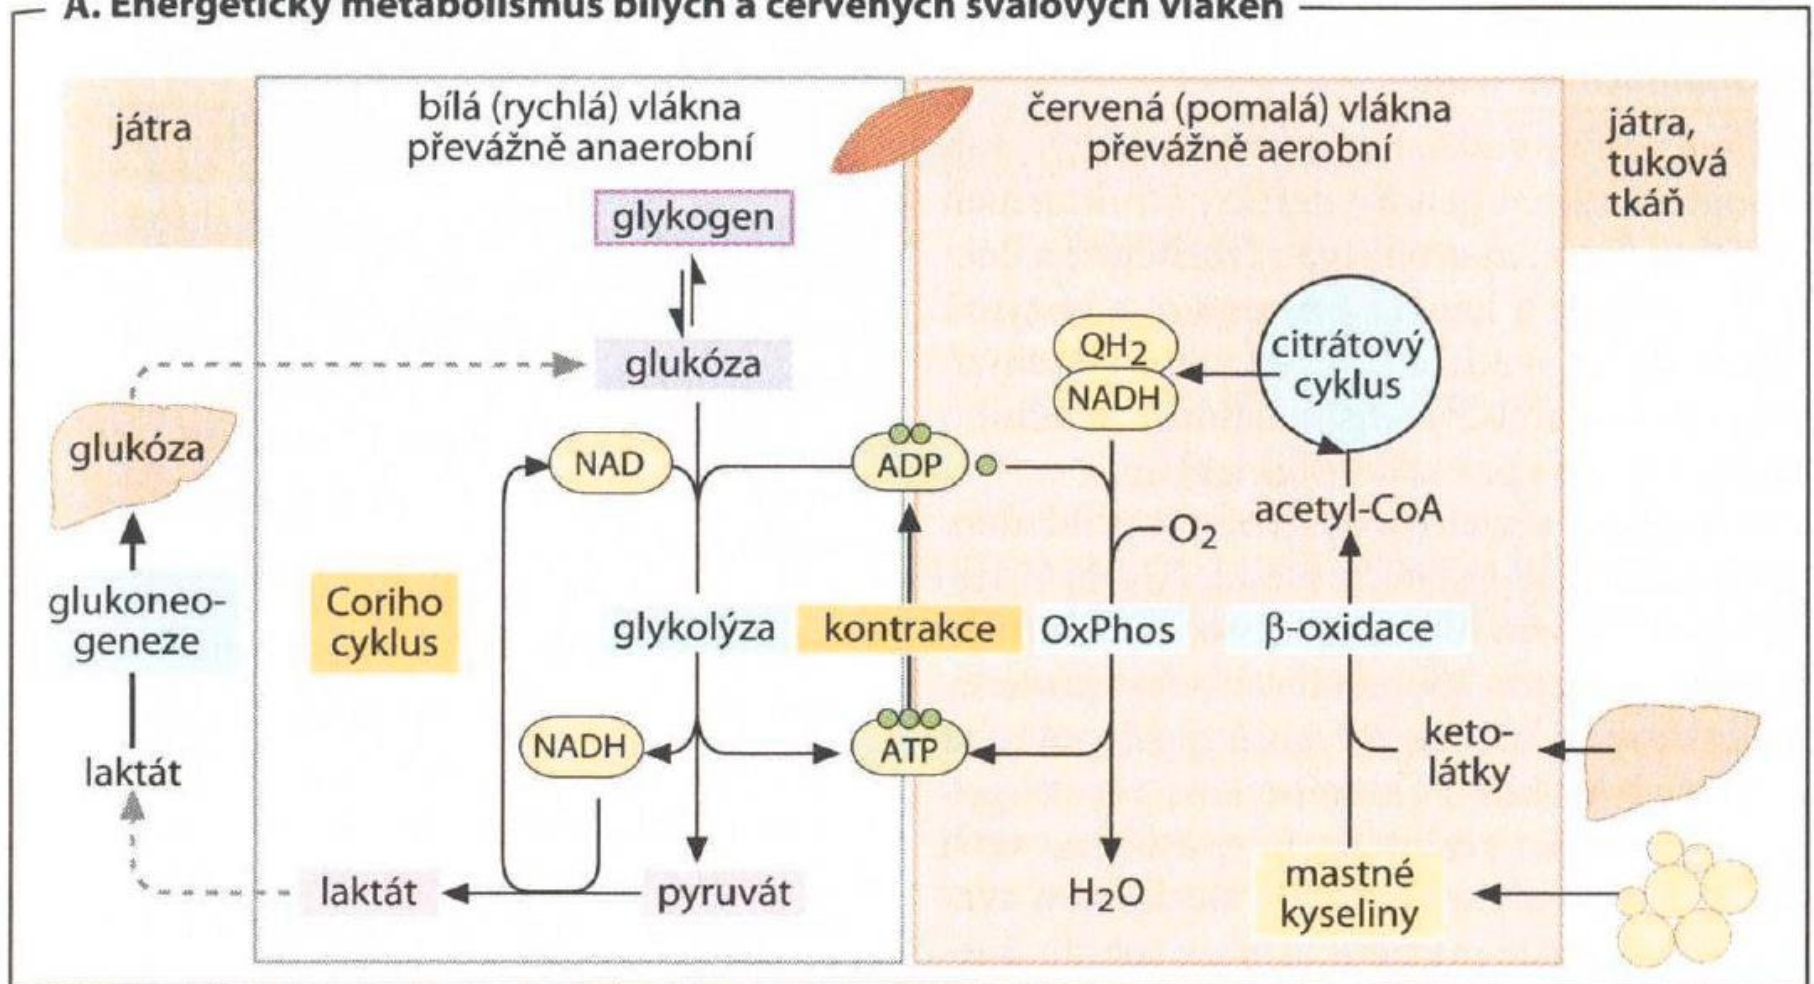 A. Energetický metabolismus bílých a červených svalových vláken
játra
bílá (rychlá) vlákna
převážně anaerobní
červená (pomalá) vlákna
převážně aerobní
játra,
tuková
tkáň
glykogen
glukóza
QH2
NADH
citrátový
cyklus
glukóza
NAD
ADP
acetyl-CoA
O2
glukoneo-
geneze
Coriho
cyklus
glykolýza
kontrakce
OxPhos
β-oxidace
laktát
NADH
ATP
keto-
látky
laktát
pyruvát
H2O
mastné
kyseliny